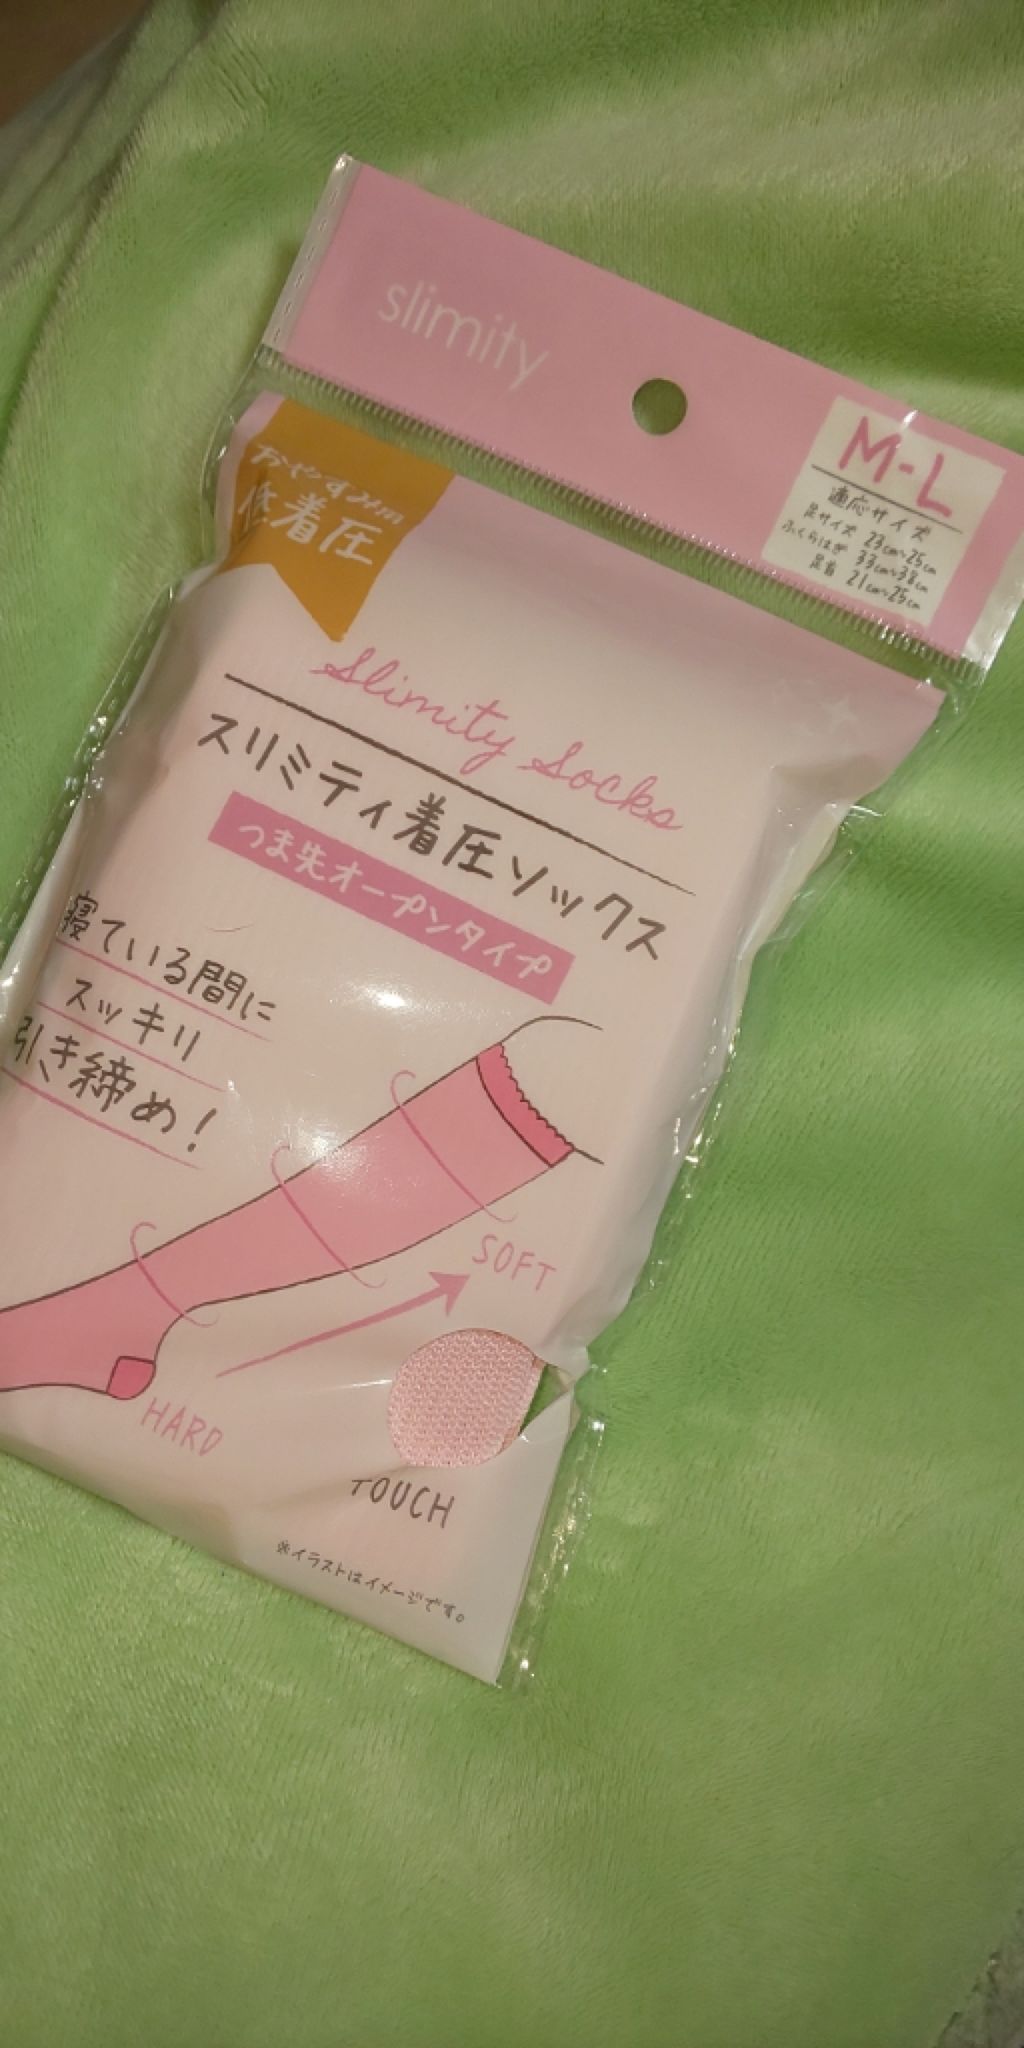 slimity
M-L
適応サイズ
足サイズ 23cm~25cm
ふくらはぎ 33cm~38cm
足首 21cm~25cm
おやすみ用
低着圧
Slimity Socks
スリミティ着圧ソックス
つま先オープンタイプ
寝ている間に
スッキリ
引き締め!
SOFT
HARD
TOUCH
※イラストはイメージです。